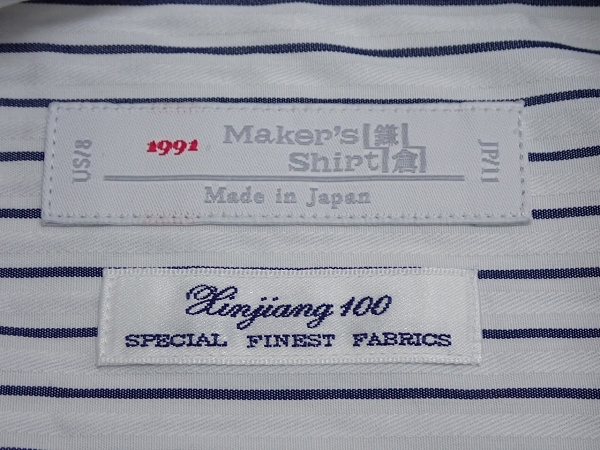 US/8
1991
Maker's 鎌
Shirt 倉
Made in Japan
JP/11
Xinjiang 100
SPECIAL FINEST FABRICS